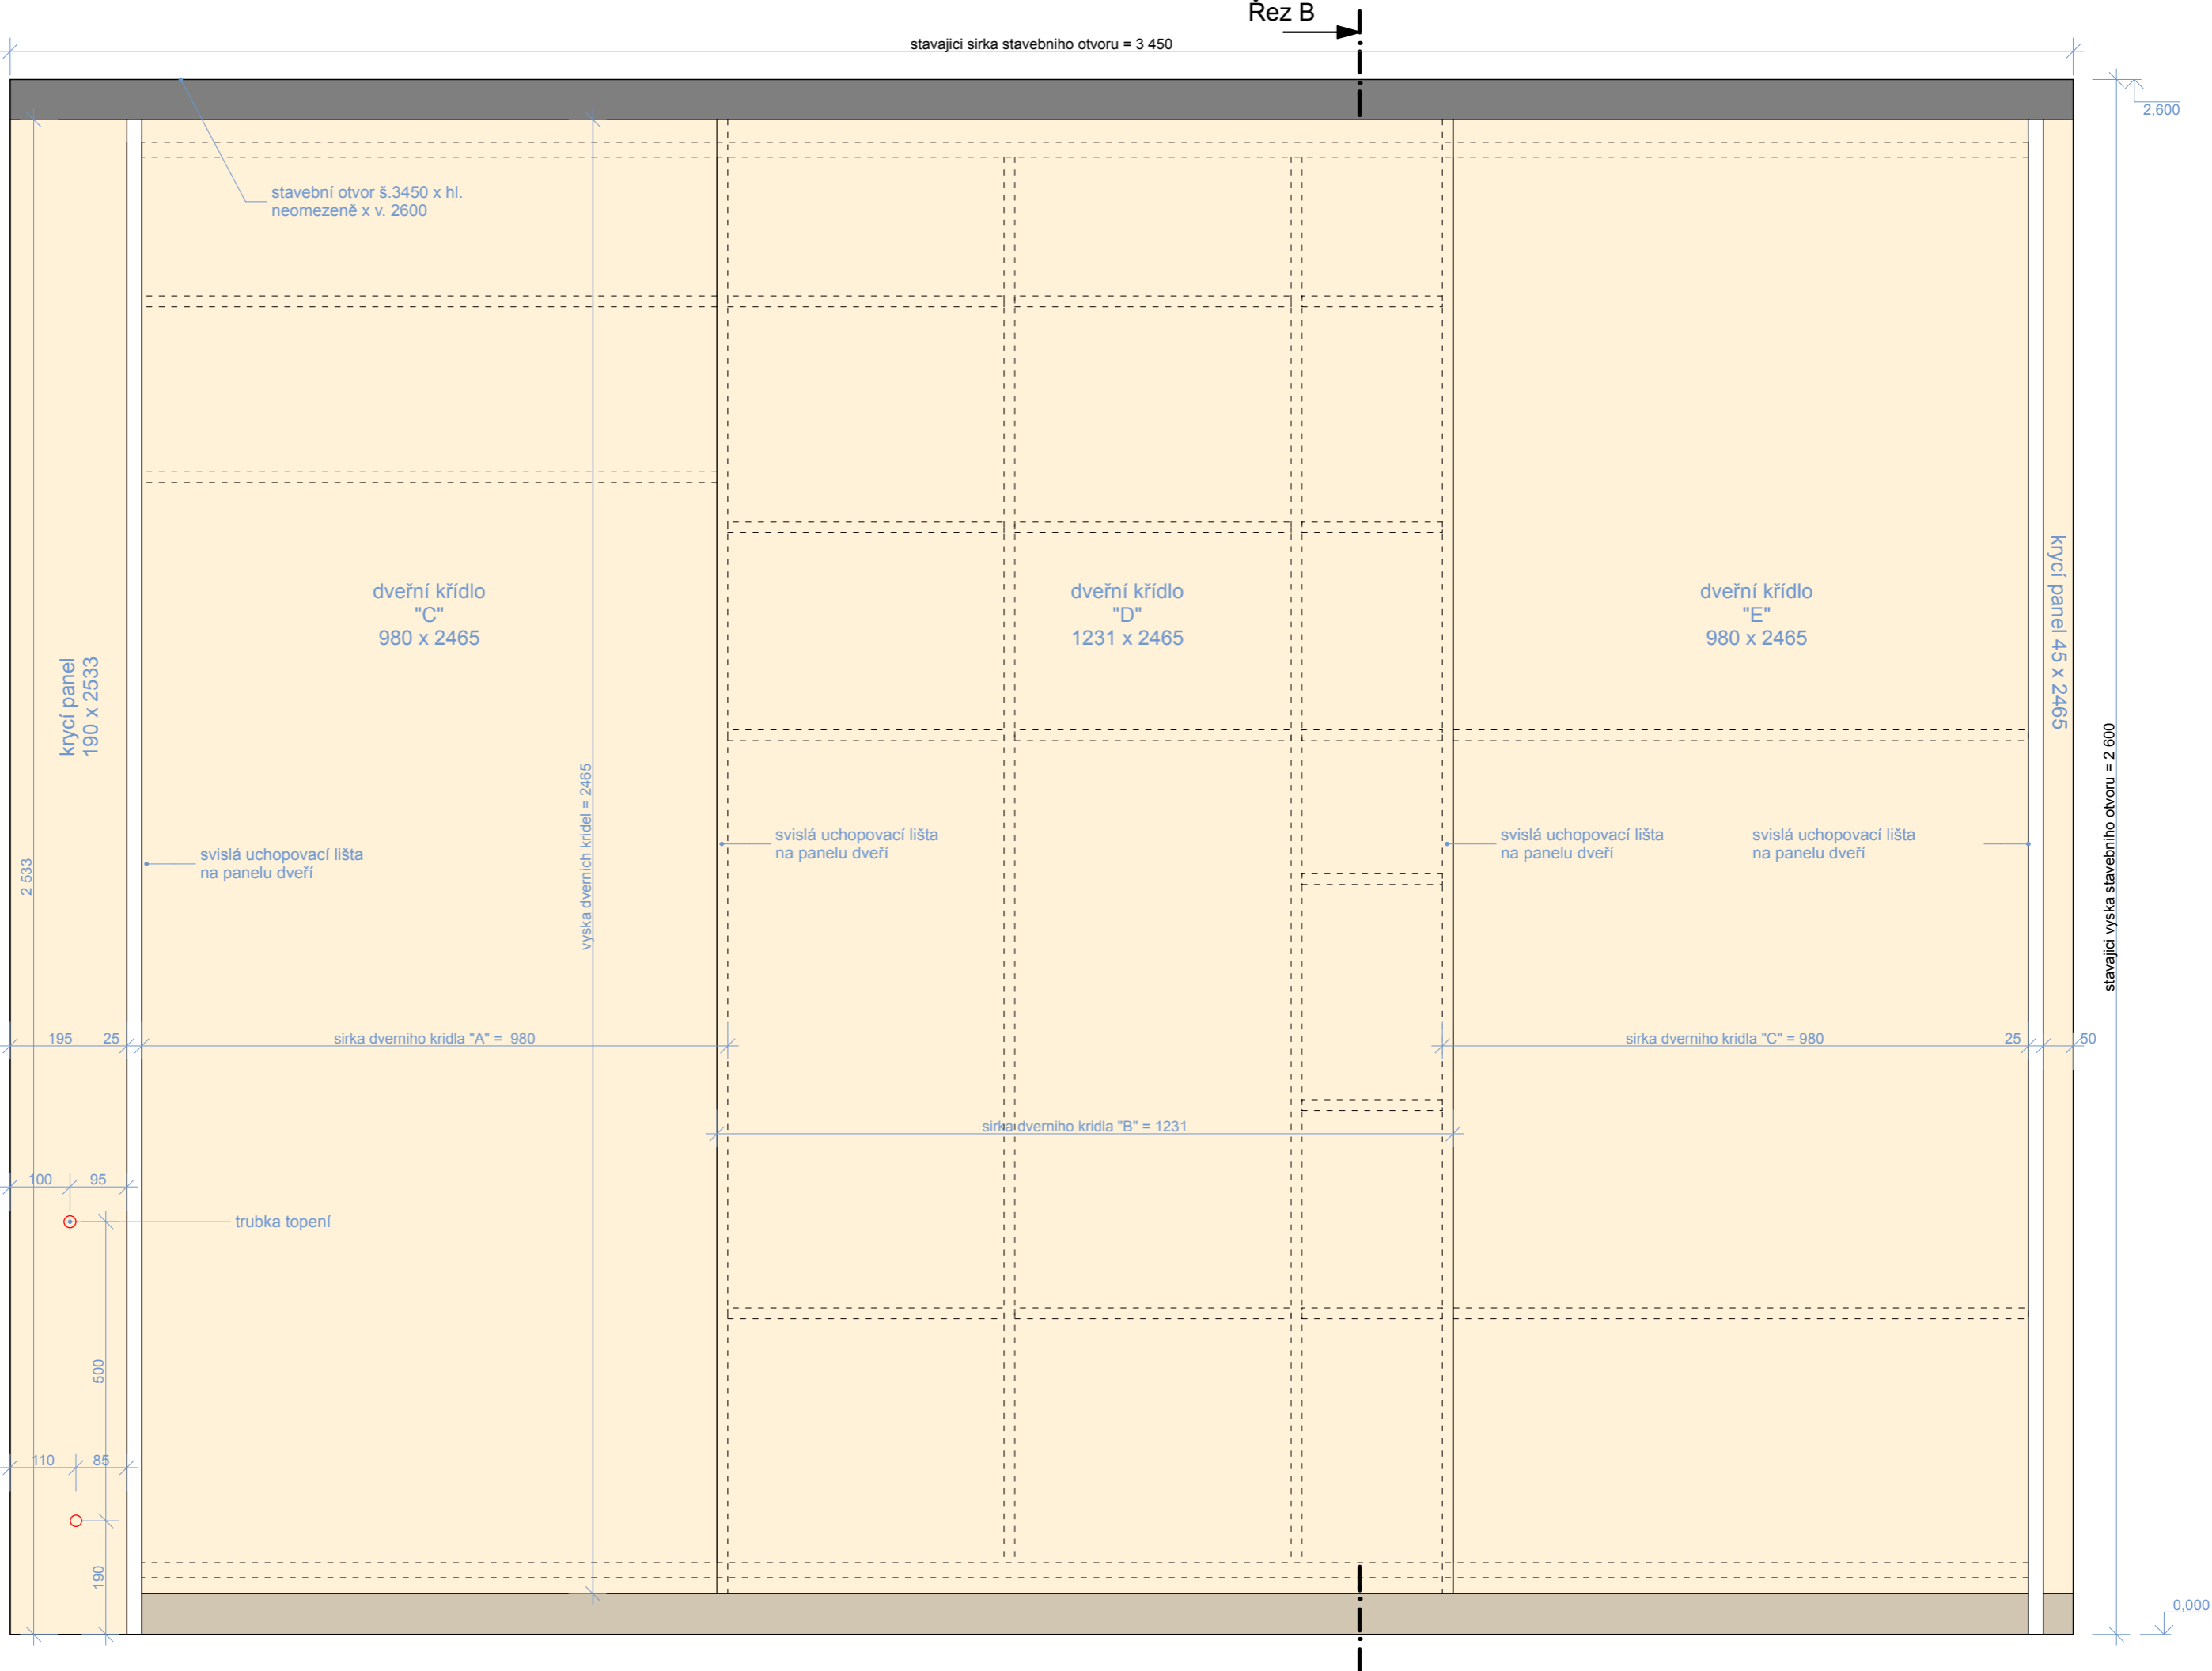 Řez B
stavajici sirka stavebniho otvoru = 3 450
2,600
stavební otvor š.3450 x hl.
neomezeně x v. 2600
dveřní křídlo
"C"
980 x 2465
dveřní křídlo
"D"
1231 x 2465
dveřní křídlo
"E"
980 x 2465
krycí panel 45 x 2465
krycí panel
190 x 2533
stavajici vyska stavebniho otvoru = 2 600
vyska dvernich kridel = 2465
2 533
svislá uchopovací lišta
na panelu dveří
svislá uchopovací lišta
na panelu dveří
svislá uchopovací lišta
na panelu dveří
svislá uchopovací lišta
na panelu dveří
195
25
sirka dverniho kridla "A" = 980
sirka dverniho kridla "C" = 980
25
50
sirka dverniho kridla "B" = 1231
100
95
trubka topení
500
110
85
190
0,000